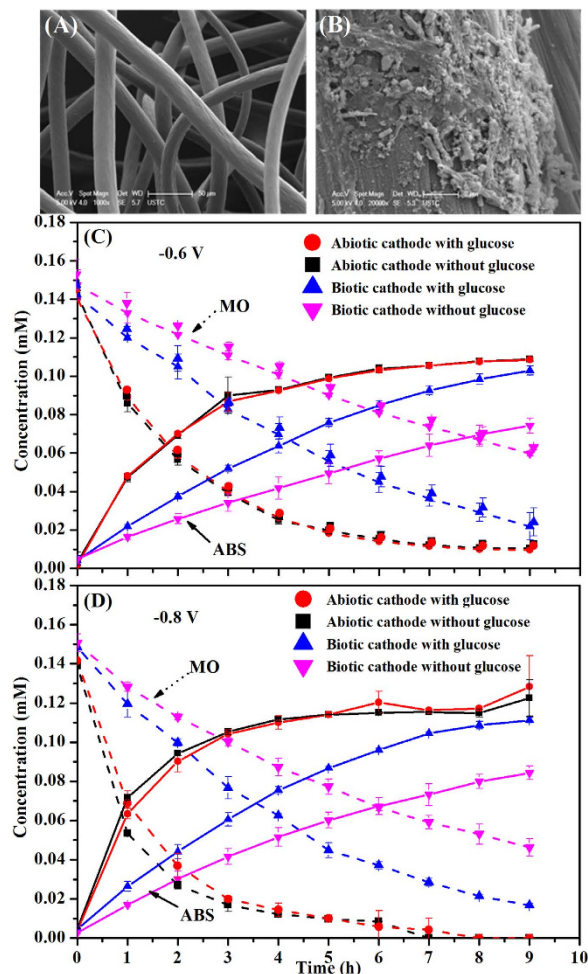 (A)
(B)
Acc.V Spot Magn Det WD 50 µm
5.00 kV 4.0 1000x SE 5.7 USTC
Acc.V Spot Magn Det WD
5.00 kV 4.0 20000x SE 5.3 USTC
(C)
-0.6 V
Abiotic cathode with glucose
Abiotic cathode without glucose
Biotic cathode with glucose
Biotic cathode without glucose
MO
ABS
Concentration (mM)
0.18
0.16
0.14
0.12
0.10
0.08
0.06
0.04
0.02
0.00
(D)
-0.8 V
Abiotic cathode with glucose
Abiotic cathode without glucose
Biotic cathode with glucose
Biotic cathode without glucose
MO
ABS
Concentration (mM)
0.18
0.16
0.14
0.12
0.10
0.08
0.06
0.04
0.02
0.00
0 1 2 3 4 5 6 7 8 9 10
Time (h)